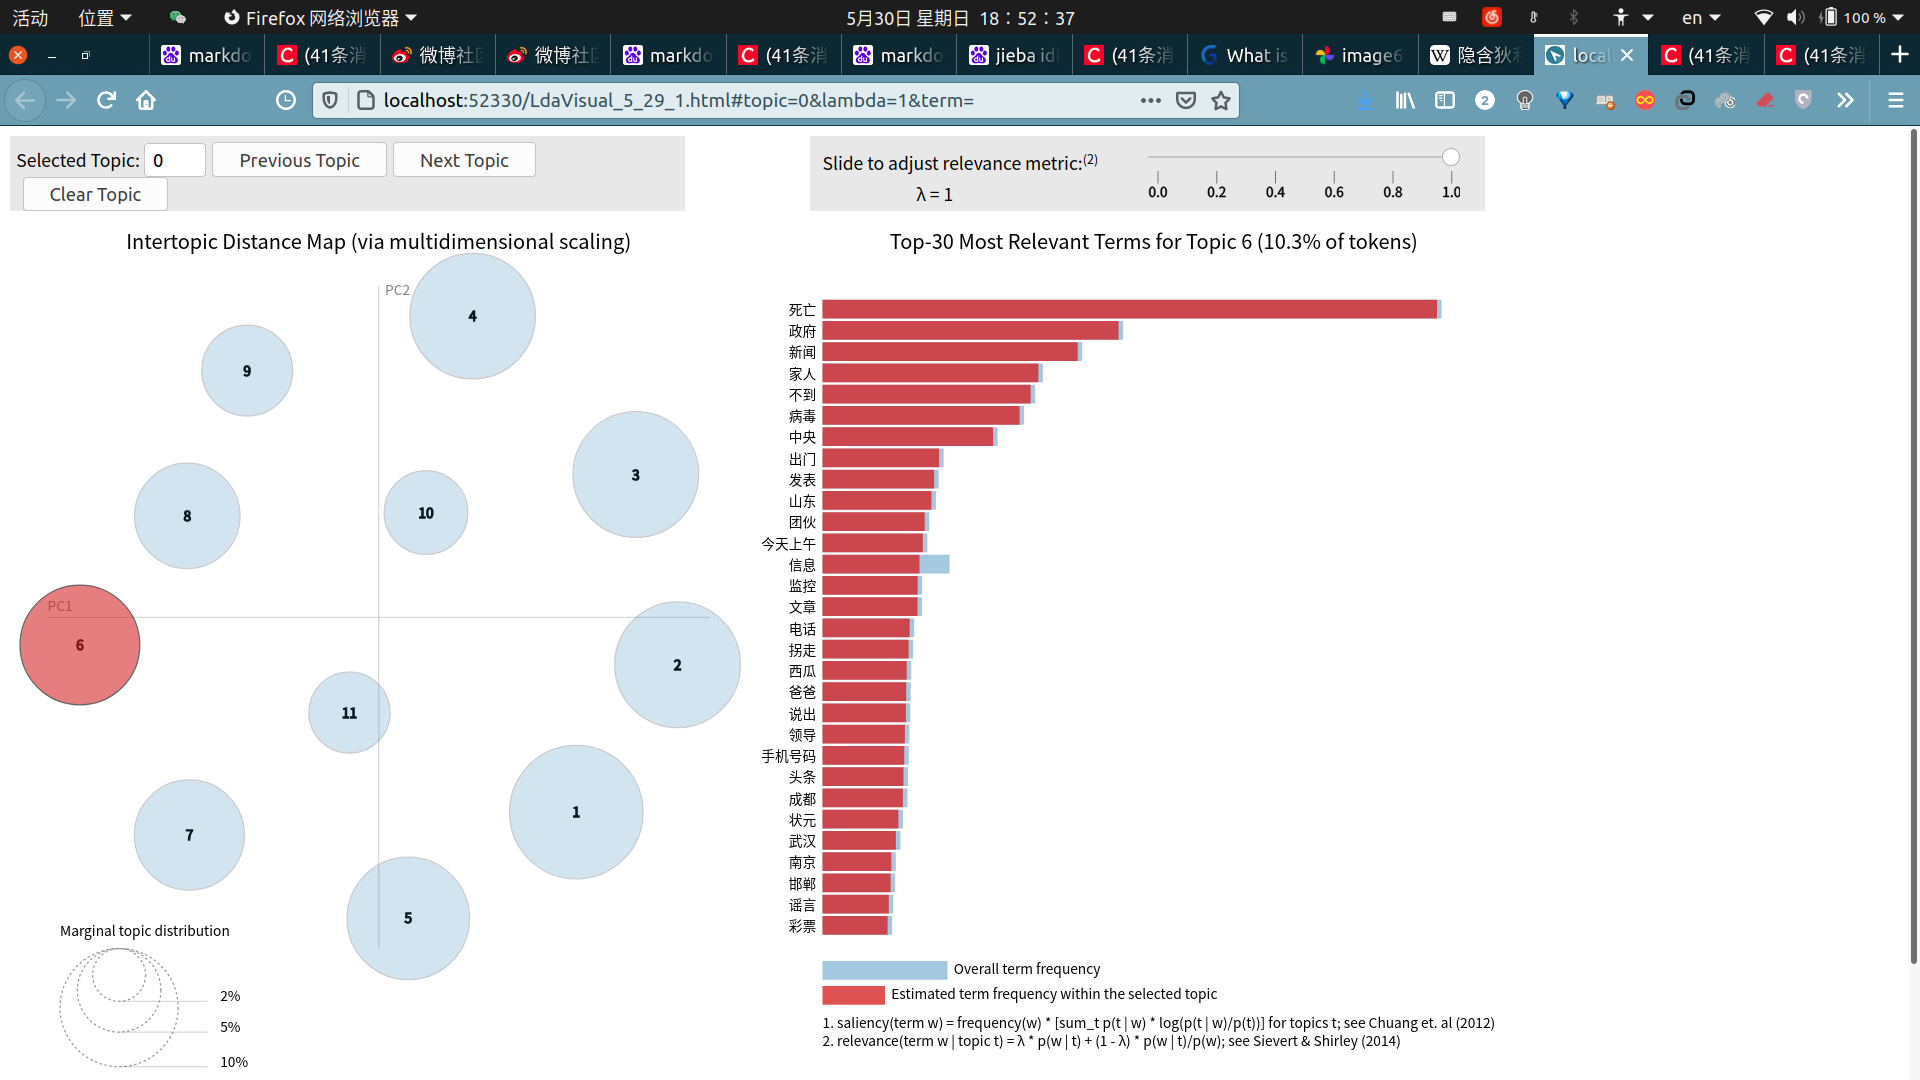 活动 位置 Firefox 网络浏览器 5月30日 星期日 18：52：37 en 100 %
markdo (41条消 微博社区 微博社区 markdo (41条消 markdo jieba id (41条消 What is image6 隐含狄利 local (41条消 (41条消
localhost:52330/LdaVisual_5_29_1.html#topic=0&lambda=1&term=
2
Selected Topic: 0 Previous Topic Next Topic
Clear Topic
Slide to adjust relevance metric:(2)
λ = 1
0.0 0.2 0.4 0.6 0.8 1.0
Intertopic Distance Map (via multidimensional scaling)
PC2
4
9
3
8
10
PC1
6
2
11
1
7
5
Marginal topic distribution
2%
5%
10%
Top-30 Most Relevant Terms for Topic 6 (10.3% of tokens)
死亡
政府
新闻
家人
不到
病毒
中央
出门
发表
山东
团伙
今天上午
信息
监控
文章
电话
拐走
西瓜
爸爸
说出
领导
手机号码
头条
成都
状元
武汉
南京
邯郸
谣言
彩票
Overall term frequency
Estimated term frequency within the selected topic
1. saliency(term w) = frequency(w) * [sum_t p(t | w) * log(p(t | w)/p(t))] for topics t; see Chuang et. al (2012)
2. relevance(term w | topic t) = λ * p(w | t) + (1 - λ) * p(w | t)/p(w); see Sievert & Shirley (2014)